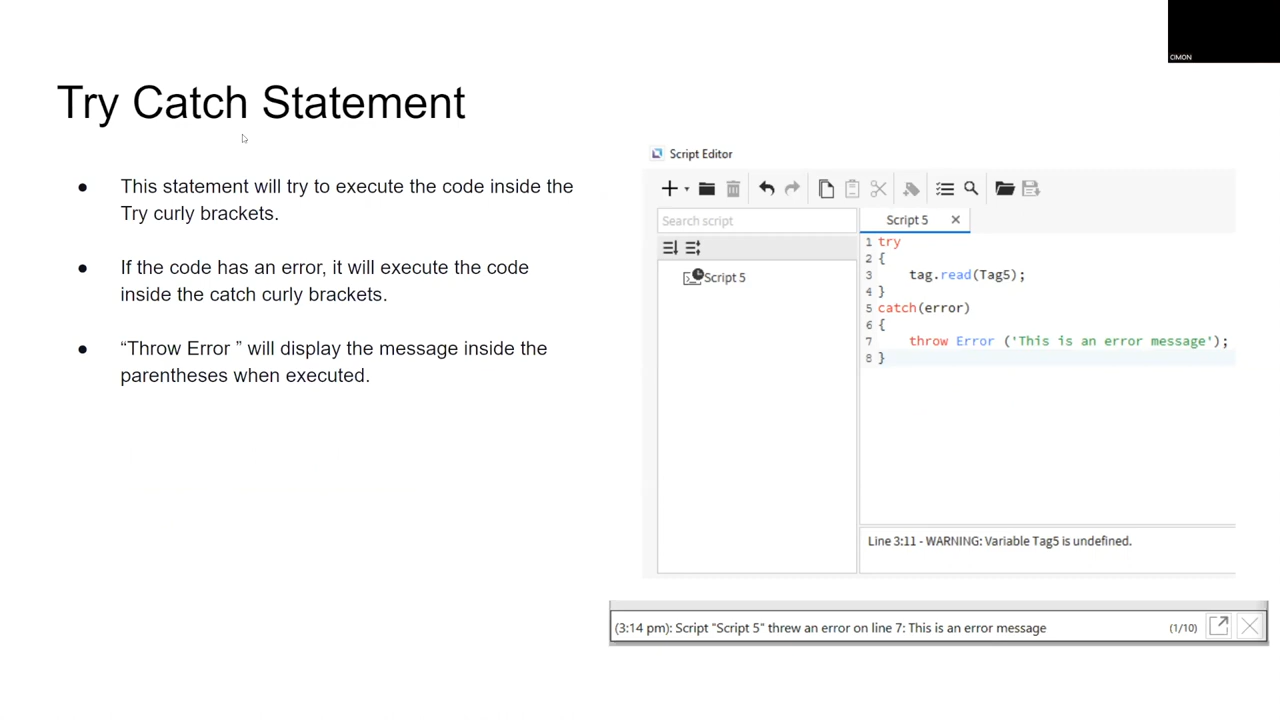 CIMON
Try Catch Statement
● This statement will try to execute the code inside the
Try curly brackets.
● If the code has an error, it will execute the code
inside the catch curly brackets.
● “Throw Error ” will display the message inside the
parentheses when executed.
Script Editor
Search script
Script 5
Script 5
1 try
2 {
3 tag.read(Tag5);
4 }
5 catch(error)
6 {
7 throw Error ('This is an error message');
8 }
Line 3:11 - WARNING: Variable Tag5 is undefined.
(3:14 pm): Script "Script 5" threw an error on line 7: This is an error message (1/10)